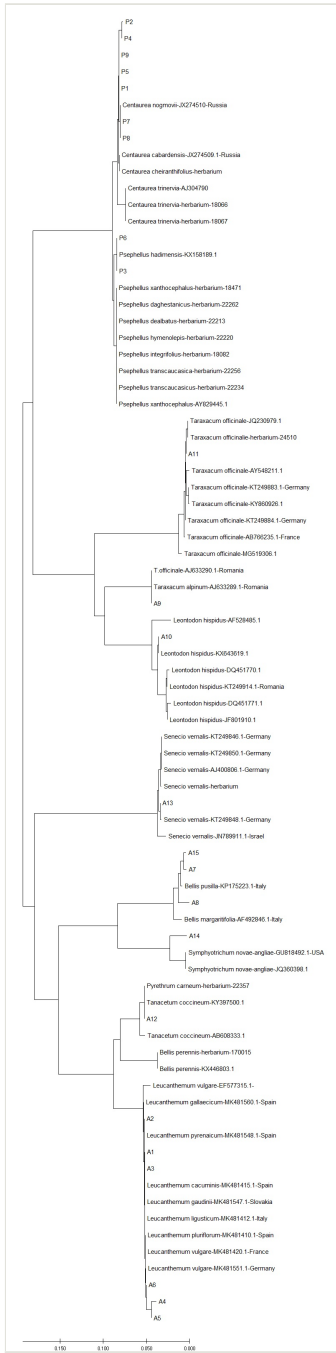 P2
P4
P9
P5
P1
Centaurea nogmovii-JX274510-Russia
P7
P8
Centaurea cabardensis-JX274509.1-Russia
Centaurea cheiranthifolius-herbarium
Centaurea trinervia-AJ304790
Centaurea trinervia-herbarium-18066
Centaurea trinervia-herbarium-18067
P6
Psephellus hadimensis-KX158189.1
P3
Psephellus xanthocephalus-herbarium-18471
Psephellus daghestanicus-herbarium-22262
Psephellus dealbatus-herbarium-22213
Psephellus hymenolepis-herbarium-22220
Psephellus integrifolius-herbarium-18082
Psephellus transcaucasica-herbarium-22256
Psephellus transcaucasicus-herbarium-22234
Psephellus xanthocephalus-AY829445.1
Taraxacum officinale-JQ230979.1
Taraxacum officinalie-herbarium-24510
A11
Taraxacum officinale-AY548211.1
Taraxacum officinale-KT249883.1-Germany
Taraxacum officinale-KY860926.1
Taraxacum officinale-KT249884.1-Germany
Taraxacum officinale-AB766235.1-France
Taraxacum officinale-MG519306.1
T.officinale-AJ633290.1-Romania
Taraxacum alpinum-AJ633289.1-Romania
A9
Leontodon hispidus-AF528485.1
A10
Leontodon hispidus-KX643619.1
Leontodon hispidus-DQ451770.1
Leontodon hispidus-KT249914.1-Romania
Leontodon hispidus-DQ451771.1
Leontodon hispidus-JF801910.1
Senecio vernalis-KT249846.1-Germany
Senecio vernalis-KT249850.1-Germany
Senecio vernalis-AJ400806.1-Germany
Senecio vernalis-herbarium
A13
Senecio vernalis-KT249848.1-Germany
Senecio vernalis-JN789911.1-Israel
A15
A7
Bellis pusilla-KP175223.1-Italy
A8
Bellis margaritifolia-AF492846.1-Italy
A14
Symphyotrichum novae-angliae-GU818492.1-USA
Symphyotrichum novae-angliae-JQ360398.1
Pyrethrum carneum-herbarium-22357
Tanacetum coccineum-KY397500.1
A12
Tanacetum coccineum-AB608333.1
Bellis perennis-herbarium-170015
Bellis perennis-KX446803.1
Leucanthemum vulgare-EF577315.1-
Leucanthemum gallaecicum-MK481560.1-Spain
A2
Leucanthemum pyrenaicum-MK481548.1-Spain
A1
A3
Leucanthemum cacuminis-MK481415.1-Spain
Leucanthemum gaudinii-MK481547.1-Slovakia
Leucanthemum ligusticum-MK481412.1-Italy
Leucanthemum pluriflorum-MK481410.1-Spain
Leucanthemum vulgare-MK481420.1-France
Leucanthemum vulgare-MK481551.1-Germany
A6
A4
A5
0.150 0.100 0.050 0.000